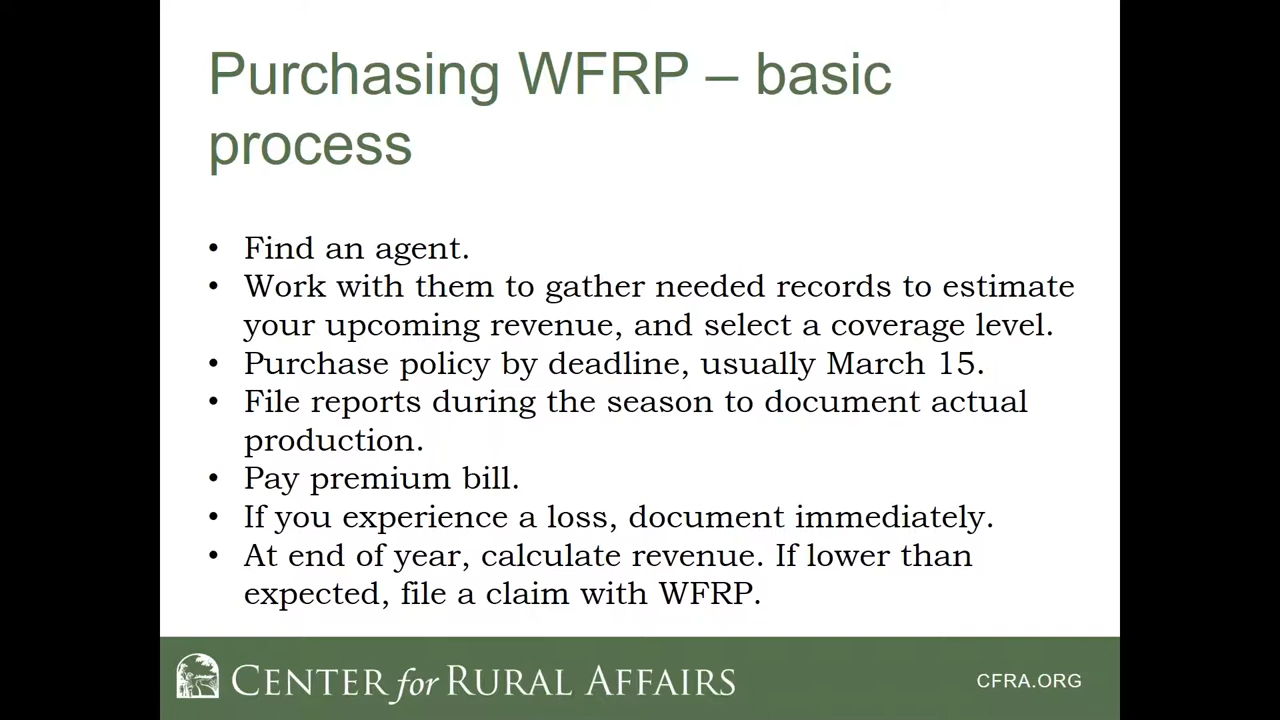 Purchasing WFRP – basic
process
• Find an agent.
• Work with them to gather needed records to estimate
your upcoming revenue, and select a coverage level.
• Purchase policy by deadline, usually March 15.
• File reports during the season to document actual
production.
• Pay premium bill.
• If you experience a loss, document immediately.
• At end of year, calculate revenue. If lower than
expected, file a claim with WFRP.
CENTER for RURAL AFFAIRS
CFRA.ORG